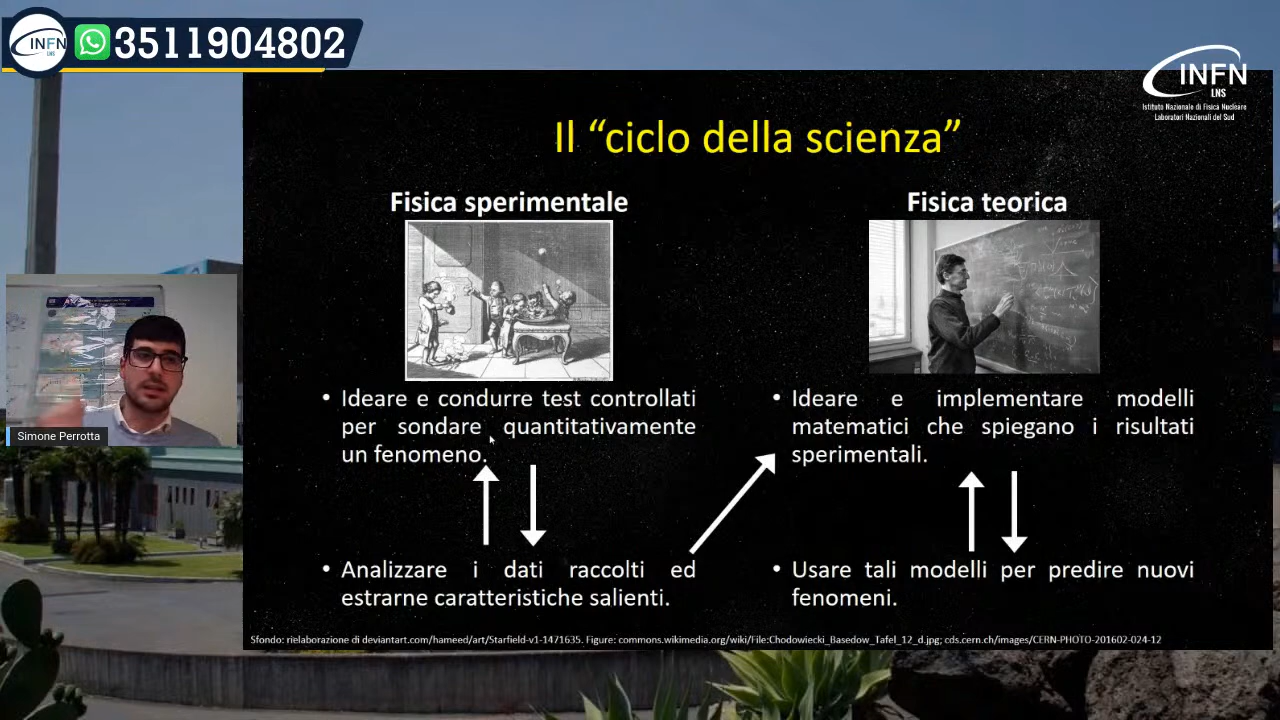 INFN
LNS
3511904802
INFN
LNS
Istituto Nazionale di Fisica Nucleare
Laboratori Nazionali del Sud
Il “ciclo della scienza”
Fisica sperimentale
• Ideare e condurre test controllati
per sondare quantitativamente
un fenomeno.
• Analizzare i dati raccolti ed
estrarne caratteristiche salienti.
Fisica teorica
• Ideare e implementare modelli
matematici che spiegano i risultati
sperimentali.
• Usare tali modelli per predire nuovi
fenomeni.
Simone Perrotta
Sfondo: rielaborazione di deviantart.com/hameed/art/Starfield-v1-1471635. Figure: commons.wikimedia.org/wiki/File:Chodowiecki_Basedow_Tafel_12_d.jpg; cds.cern.ch/images/CERN-PHOTO-201602-024-12